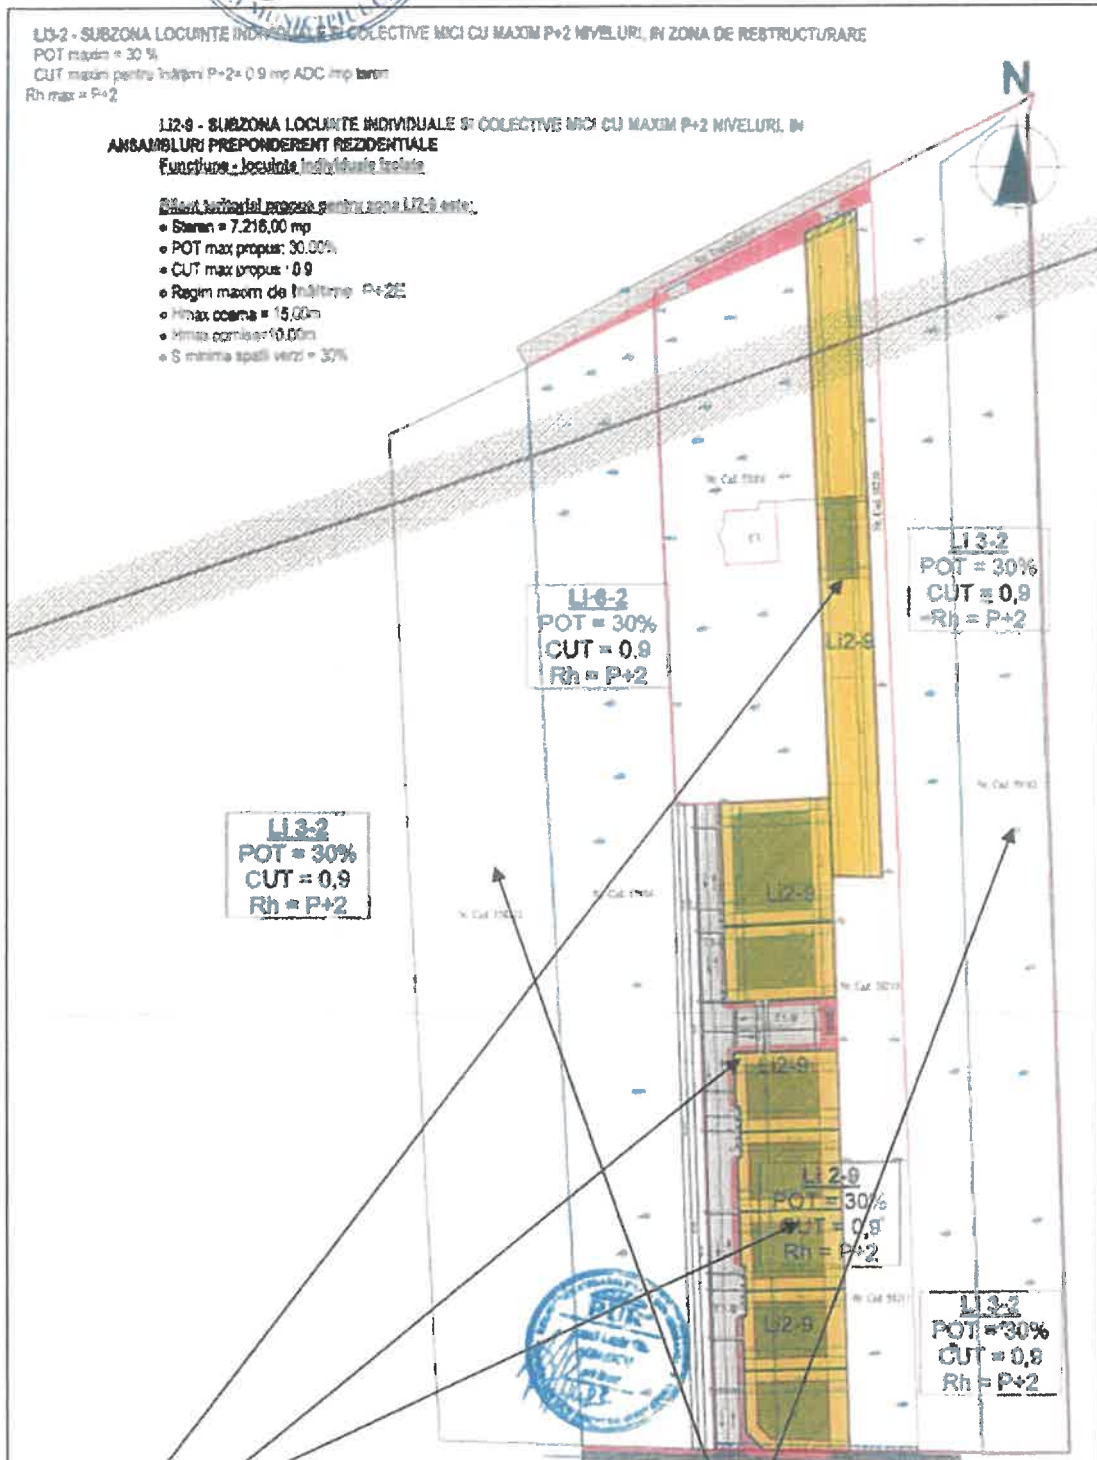 MUNICIPIUL
LI3-2 - SUBZONA LOCUINTE INDIVIDUALE SI COLECTIVE MICI CU MAXIM P+2 NIVELURI, IN ZONA DE RESTRUCTURARE
POT maxim = 30 %
CUT maxim pentru înălțimi P+2= 0.9 mp ADC /mp teren
Rh max = P+2
N
Li2-9 - SUBZONA LOCUINTE INDIVIDUALE SI COLECTIVE MICI CU MAXIM P+2 NIVELURI, IN
ANSAMBLURI PREPONDERENT REZIDENTIALE
Funcțiune - locuințe individuale izolate
Bilant teritorial propus pentru zona Li2-9 este:
• Steren = 7.216,00 mp
• POT max propus: 30.00%
• CUT max propus : 0.9
• Regim maxim de înălțime P+2E
• Hmax coama = 15,00m
• Hmax cornisa=10.00m
• S minima spatii verzi = 30%
Li 3-2
POT = 30%
CUT = 0,9
Rh = P+2
Li-6-2
POT = 30%
CUT = 0.9
Rh = P+2
Li2-9
Li 3-2
POT = 30%
CUT = 0,9
Rh = P+2
Li2-9
Li2-9
Li 2-9
POT = 30%
CUT = 0,9
Rh = P+2
Li2-9
Li 3-2
POT = 30%
CUT = 0,9
Rh = P+2